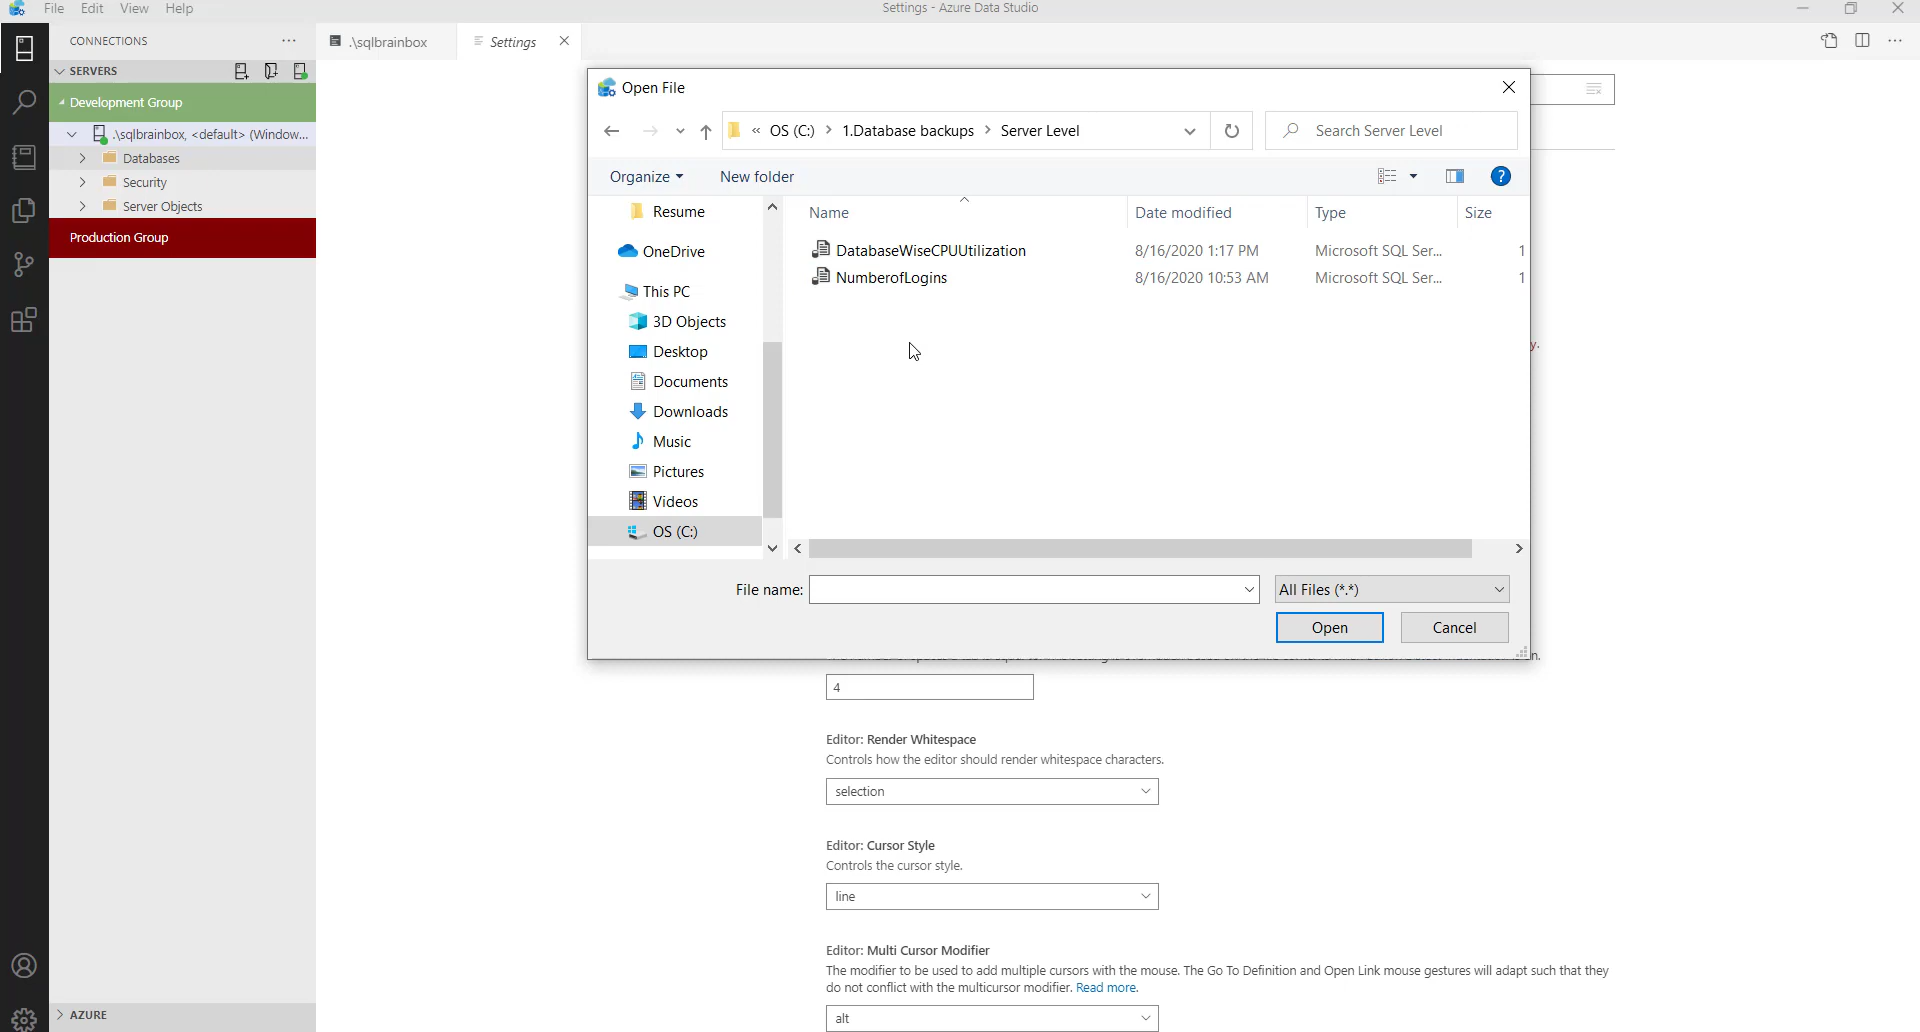 File Edit View Help
Settings - Azure Data Studio
CONNECTIONS
.\sqlbrainbox
Settings
SERVERS
Development Group
.\sqlbrainbox, <default> (Window...
Databases
Security
Server Objects
Production Group
AZURE
Open File
« OS (C:) > 1.Database backups > Server Level
Search Server Level
Organize
New folder
Resume
OneDrive
This PC
3D Objects
Desktop
Documents
Downloads
Music
Pictures
Videos
OS (C:)
Name Date modified Type Size
DatabaseWiseCPUUtilization 8/16/2020 1:17 PM Microsoft SQL Ser... 1
NumberofLogins 8/16/2020 10:53 AM Microsoft SQL Ser... 1
y.
File name:
All Files (*.*)
Open
Cancel
n.
4
Editor: Render Whitespace
Controls how the editor should render whitespace characters.
selection
Editor: Cursor Style
Controls the cursor style.
line
Editor: Multi Cursor Modifier
The modifier to be used to add multiple cursors with the mouse. The Go To Definition and Open Link mouse gestures will adapt such that they
do not conflict with the multicursor modifier. Read more.
alt